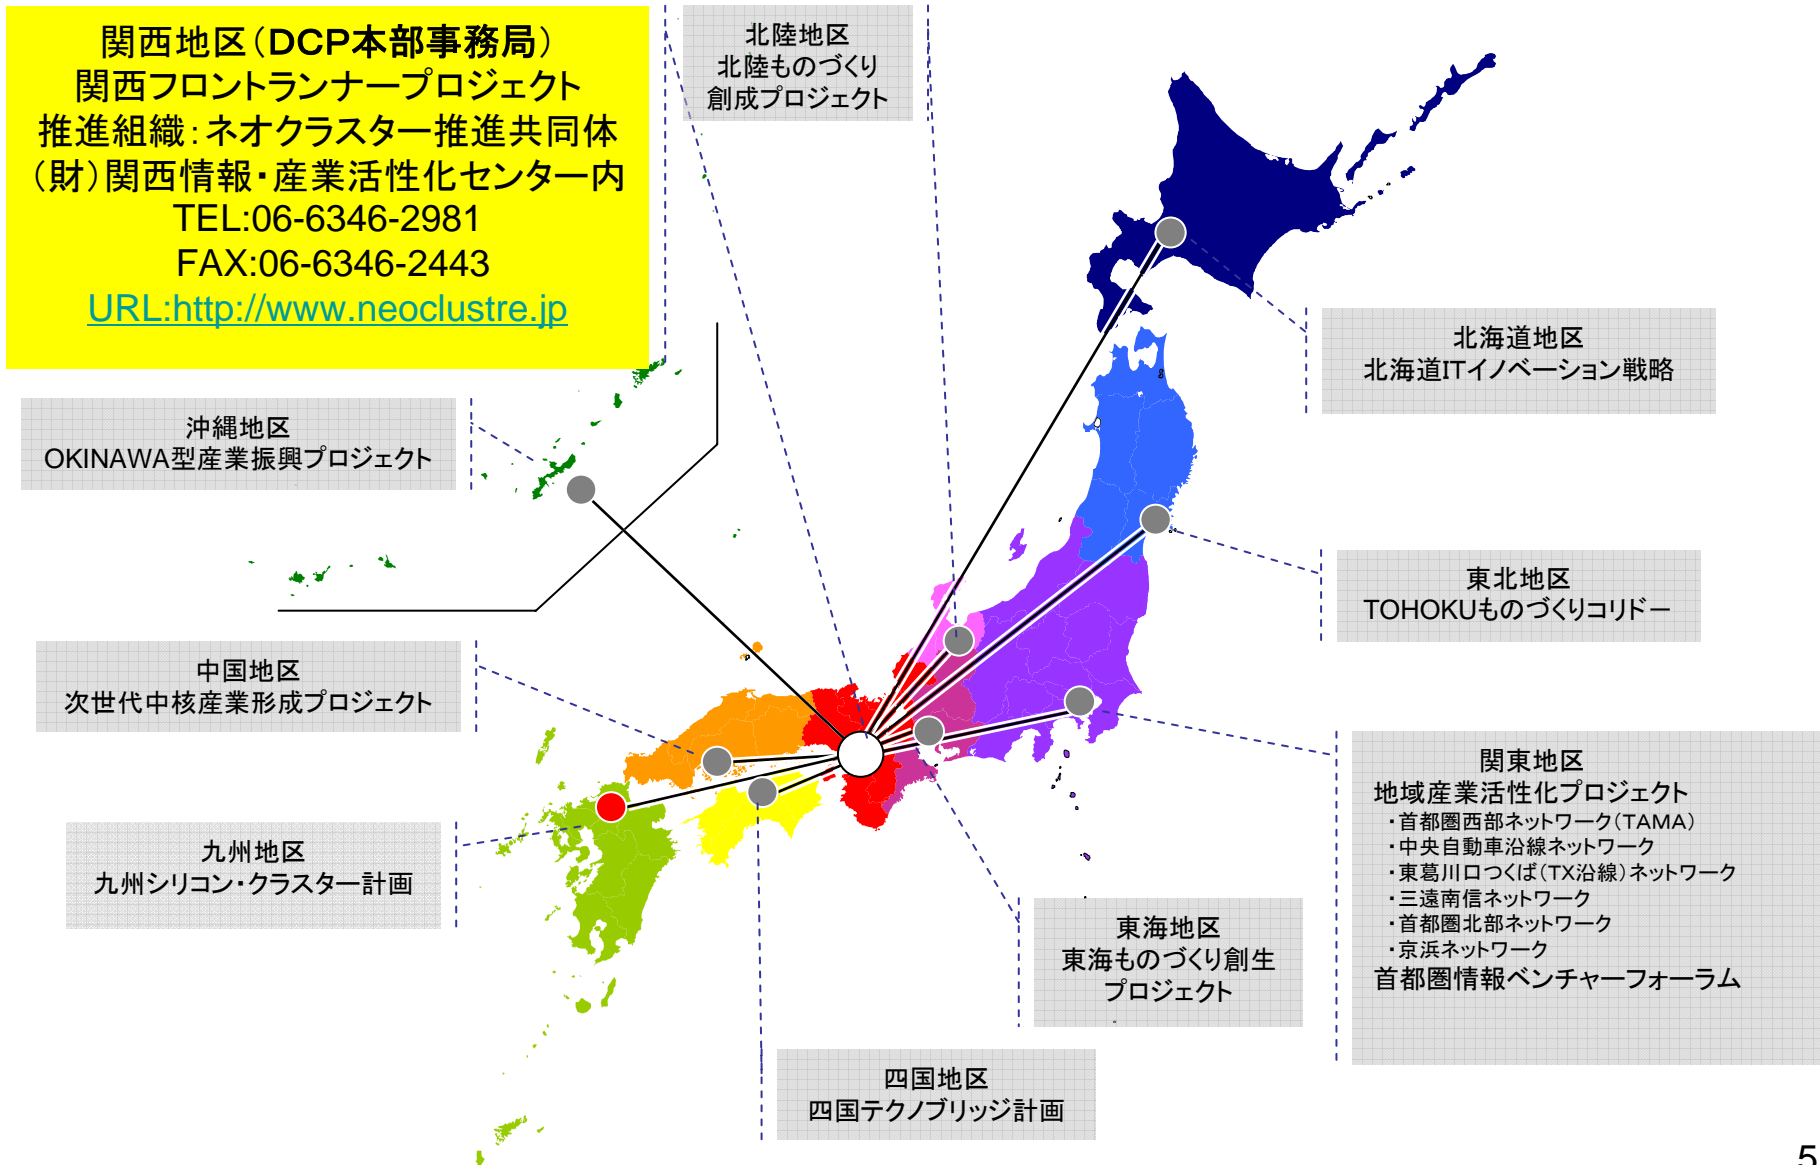 関西地区（DCP本部事務局）
関西フロントランナープロジェクト
推進組織：ネオクラスター推進共同体
（財）関西情報・産業活性化センター内
TEL:06-6346-2981
FAX:06-6346-2443
URL:http://www.neoclustre.jp
北陸地区
北陸ものづくり
創成プロジェクト
北海道地区
北海道ITイノベーション戦略
沖縄地区
OKINAWA型産業振興プロジェクト
東北地区
TOHOKUものづくりコリドー
中国地区
次世代中核産業形成プロジェクト
関東地区
地域産業活性化プロジェクト
・首都圏西部ネットワーク（TAMA）
・中央自動車沿線ネットワーク
・東葛川口つくば（TX沿線）ネットワーク
・三遠南信ネットワーク
・首都圏北部ネットワーク
・京浜ネットワーク
首都圏情報ベンチャーフォーラム
九州地区
九州シリコン・クラスター計画
東海地区
東海ものづくり創生
プロジェクト
四国地区
四国テクノブリッジ計画
5